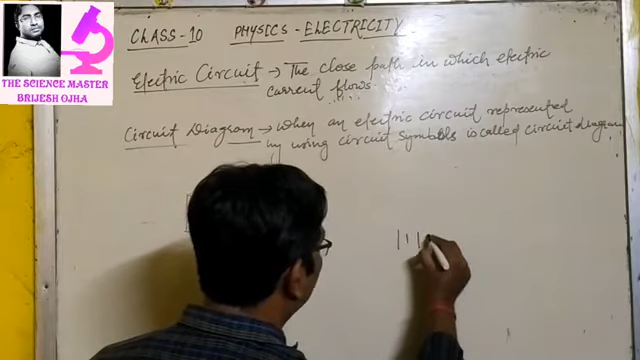 CLASS-10 PHYSICS - ELECTRICITY
Electric Circuit → The close path in which electric
current flows.
Circuit Diagram → When an electric circuit represented
by using circuit symbols is called circuit diagram
THE SCIENCE MASTER
BRIJESH OJHA